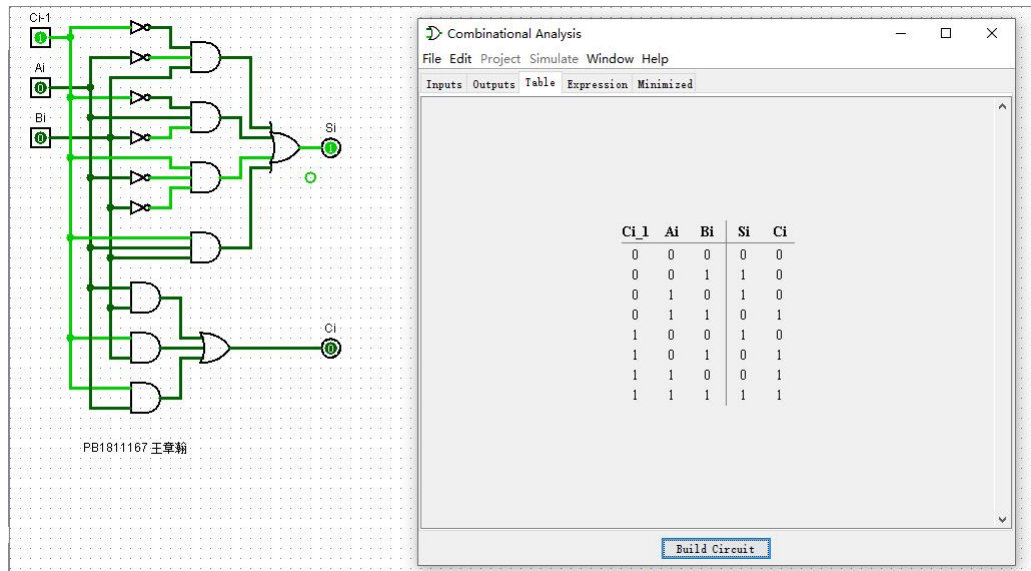 Ci-1
Ai
Bi
Si
Ci
PB1811167 王章瀚
Combinational Analysis
File Edit Project Simulate Window Help
Inputs Outputs Table Expression Minimized
Ci_1 Ai Bi Si Ci
0 0 0 0 0
0 0 1 1 0
0 1 0 1 0
0 1 1 0 1
1 0 0 1 0
1 0 1 0 1
1 1 0 0 1
1 1 1 1 1
Build Circuit